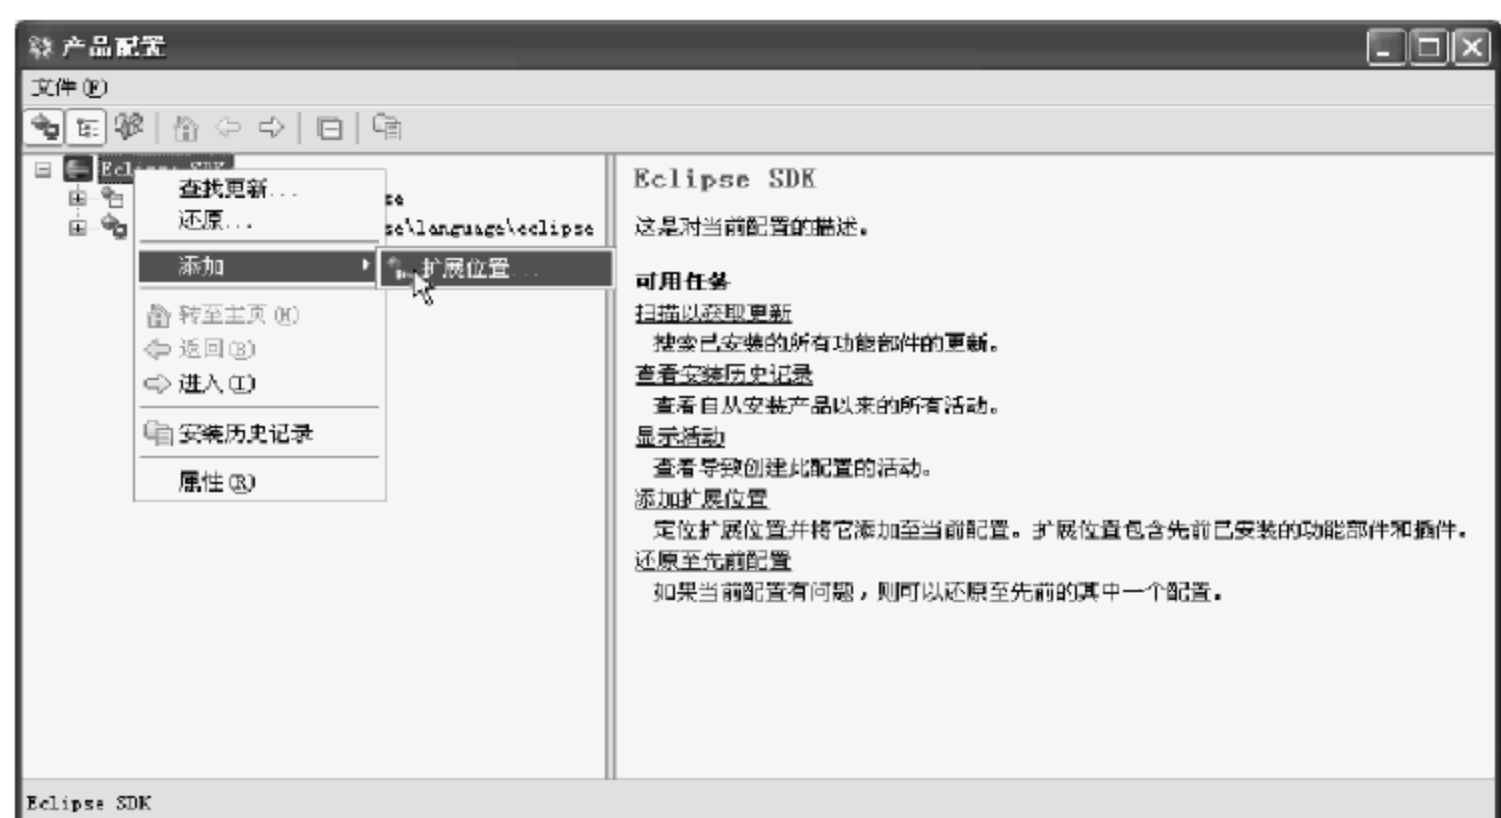 产品配置
文件(F)
Eclipse SDK
se
se\language\eclipse
查找更新...
还原...
添加
扩展位置...
转至主页(M)
返回(B)
进入(I)
安装历史记录
属性(R)
Eclipse SDK
这是对当前配置的描述。
可用任务
扫描以获取更新
搜索已安装的所有功能部件的更新。
查看安装历史记录
查看自从安装产品以来的所有活动。
显示活动
查看导致创建此配置的活动。
添加扩展位置
定位扩展位置并将它添加至当前配置。扩展位置包含先前已安装的功能部件和插件。
还原至先前配置
如果当前配置有问题，则可以还原至先前的其中一个配置。
Eclipse SDK